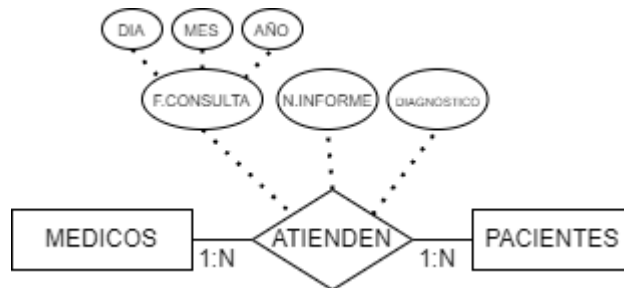 DIA
MES
AÑO
F.CONSULTA
N.INFORME
DIAGNOSTICO
MEDICOS
ATIENDEN
PACIENTES
1:N
1:N